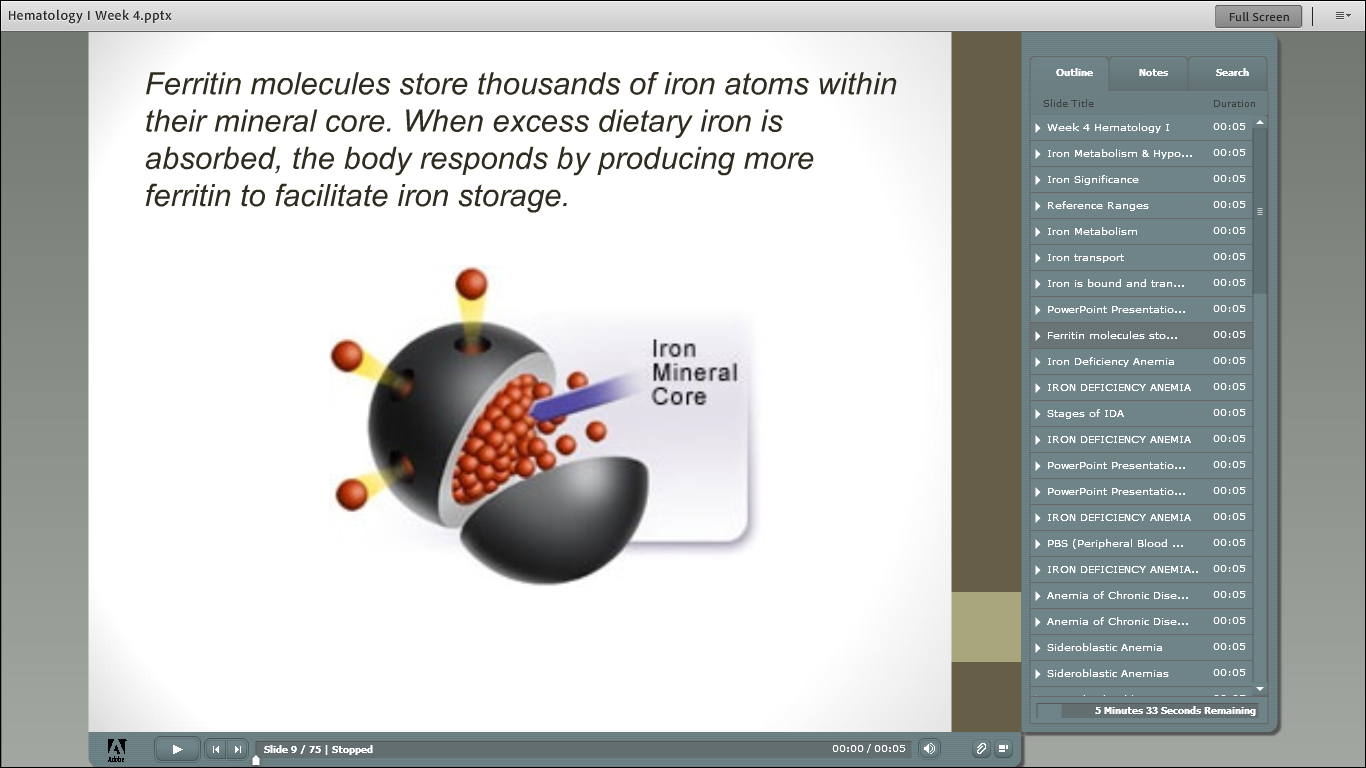 Hematology I Week 4.pptx
Full Screen
Ferritin molecules store thousands of iron atoms within
their mineral core. When excess dietary iron is
absorbed, the body responds by producing more
ferritin to facilitate iron storage.
Iron
Mineral
Core
Outline Notes Search
Slide Title Duration
Week 4 Hematology I 00:05
Iron Metabolism & Hypo... 00:05
Iron Significance 00:05
Reference Ranges 00:05
Iron Metabolism 00:05
Iron transport 00:05
Iron is bound and tran... 00:05
PowerPoint Presentatio... 00:05
Ferritin molecules sto... 00:05
Iron Deficiency Anemia 00:05
IRON DEFICIENCY ANEMIA 00:05
Stages of IDA 00:05
IRON DEFICIENCY ANEMIA 00:05
PowerPoint Presentatio... 00:05
PowerPoint Presentatio... 00:05
IRON DEFICIENCY ANEMIA 00:05
PBS (Peripheral Blood ... 00:05
IRON DEFICIENCY ANEMIA.. 00:05
Anemia of Chronic Dise... 00:05
Anemia of Chronic Dise... 00:05
Sideroblastic Anemia 00:05
Sideroblastic Anemias 00:05
5 Minutes 33 Seconds Remaining
Adobe
Slide 9 / 75 | Stopped
00:00 / 00:05